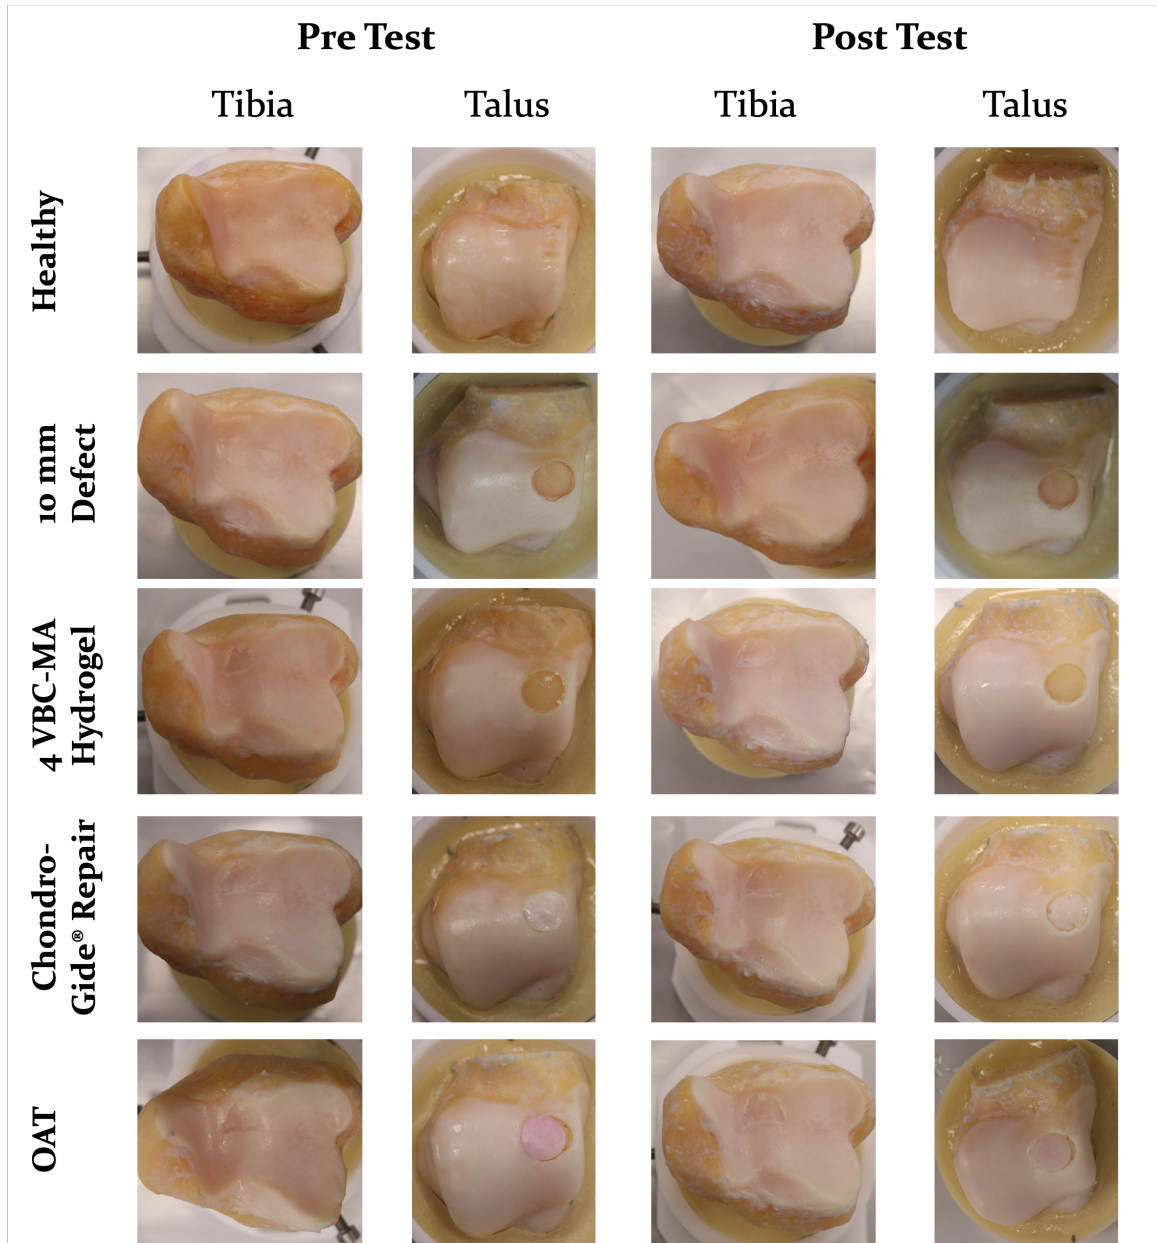 Pre Test
Post Test
Tibia
Talus
Tibia
Talus
Healthy
10 mm
Defect
4 VBC-MA
Hydrogel
Chondro-
Gide® Repair
OAT